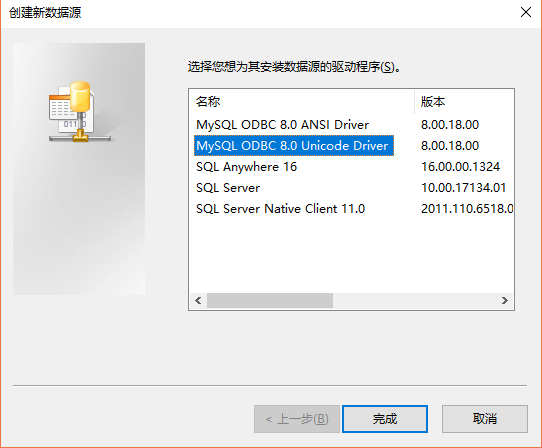 创建新数据源
选择您想为其安装数据源的驱动程序(S)。
名称 版本
MySQL ODBC 8.0 ANSI Driver 8.00.18.00
MySQL ODBC 8.0 Unicode Driver 8.00.18.00
SQL Anywhere 16 16.00.00.1324
SQL Server 10.00.17134.01
SQL Server Native Client 11.0 2011.110.6518.0
< 上一步(B) 完成 取消